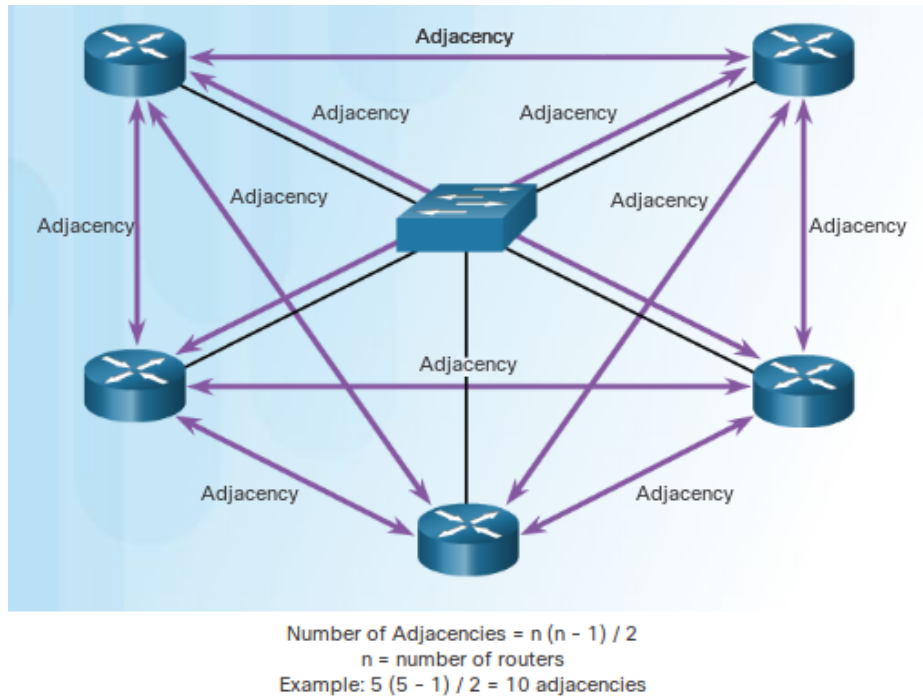 Adjacency
Adjacency
Adjacency
Adjacency
Adjacency
Adjacency
Adjacency
Adjacency
Adjacency
Adjacency
Number of Adjacencies = n (n – 1) / 2
n = number of routers
Example: 5 (5 – 1) / 2 = 10 adjacencies